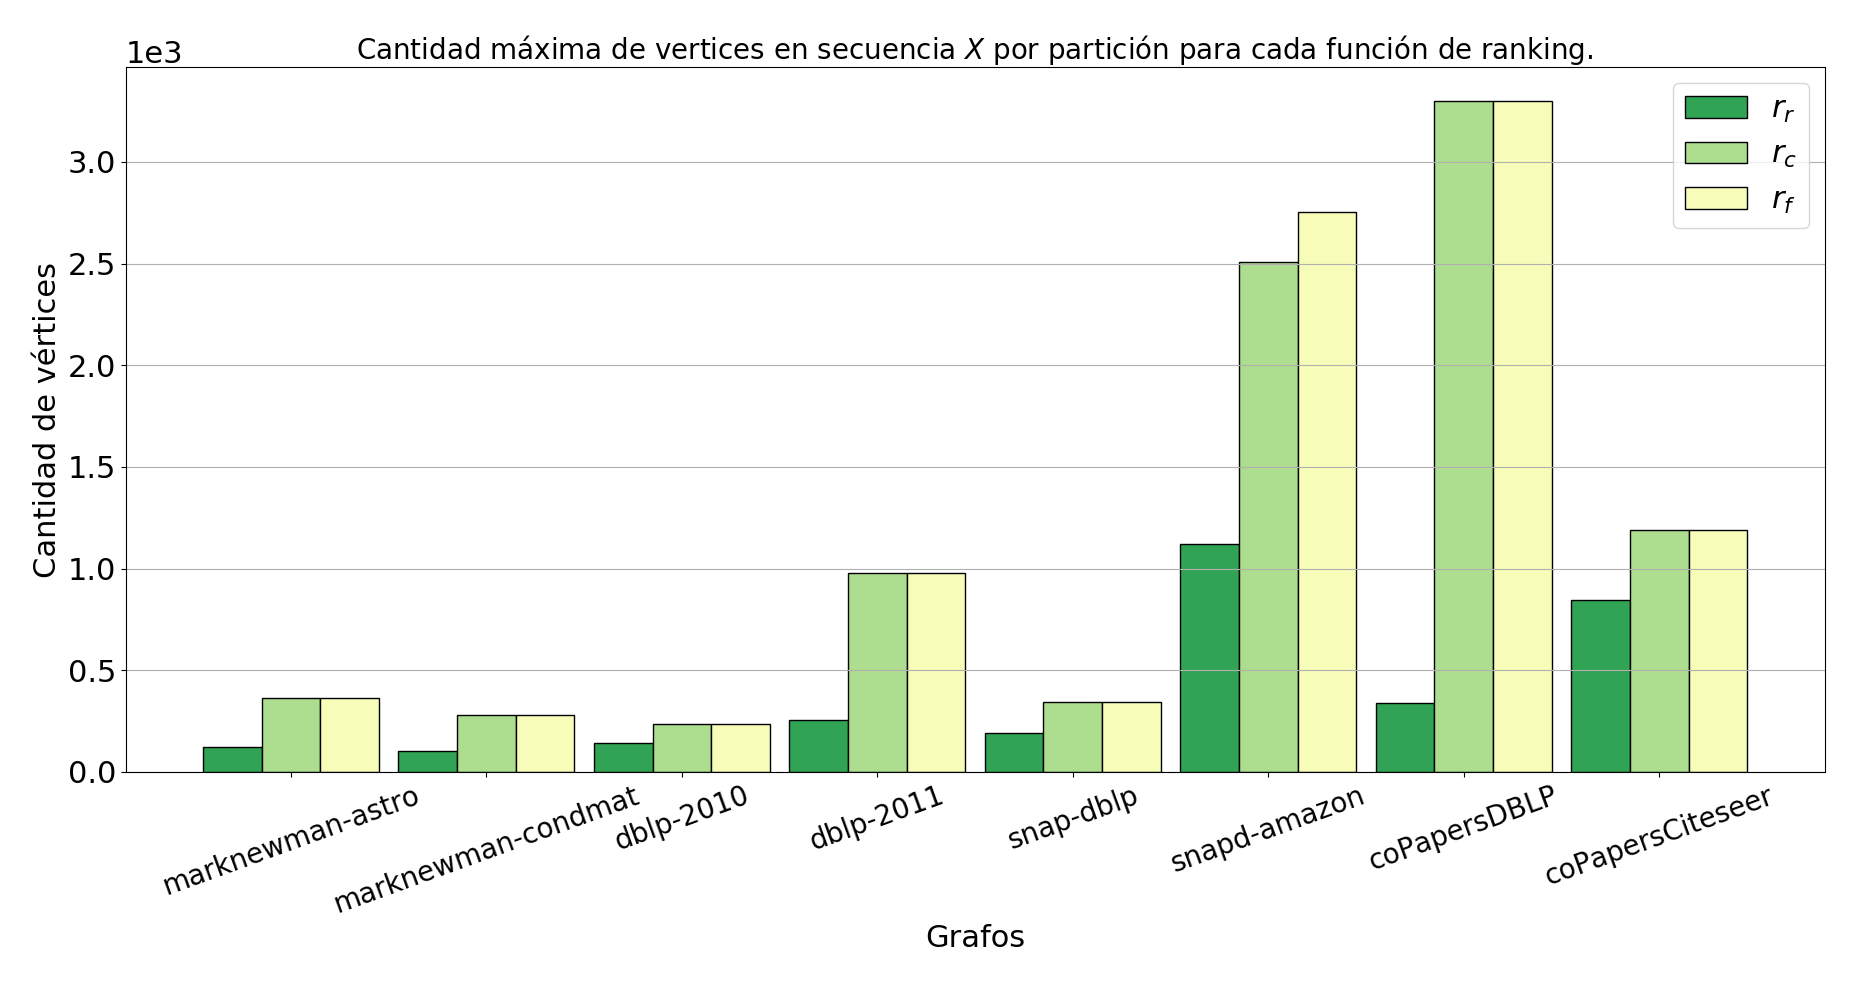 1e3
Cantidad máxima de vertices en secuencia X por partición para cada función de ranking.
r_r
r_c
r_f
Cantidad de vértices
3.0
2.5
2.0
1.5
1.0
0.5
0.0
marknewman-astro
marknewman-condmat
dblp-2010
dblp-2011
snap-dblp
snapd-amazon
coPapersDBLP
coPapersCiteseer
Grafos